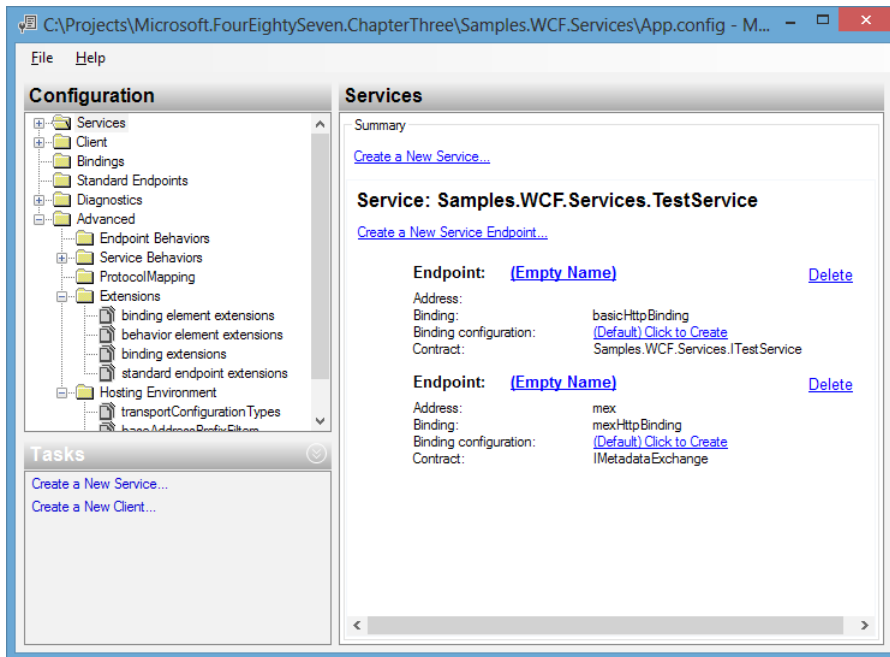 C:\Projects\Microsoft.FourEightySeven.ChapterThree\Samples.WCF.Services\App.config - M...
File Help
Configuration
Services
Client
Bindings
Standard Endpoints
Diagnostics
Advanced
Endpoint Behaviors
Service Behaviors
ProtocolMapping
Extensions
binding element extensions
behavior element extensions
binding extensions
standard endpoint extensions
Hosting Environment
transportConfigurationTypes
baseAddressPrefixFilters
Tasks
Create a New Service...
Create a New Client...
Services
Summary
Create a New Service...
Service: Samples.WCF.Services.TestService
Create a New Service Endpoint...
Endpoint: (Empty Name) Delete
Address:
Binding: basicHttpBinding
Binding configuration: (Default) Click to Create
Contract: Samples.WCF.Services.ITestService
Endpoint: (Empty Name) Delete
Address: mex
Binding: mexHttpBinding
Binding configuration: (Default) Click to Create
Contract: IMetadataExchange